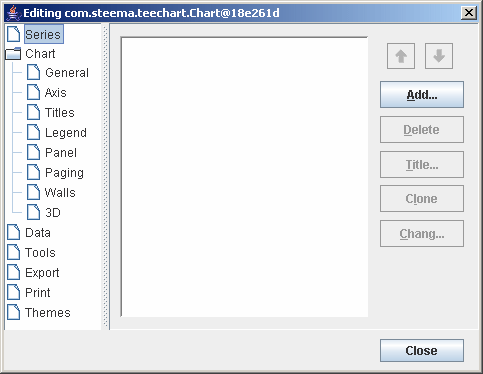 Editing com.steema.teechart.Chart@18e261d
Series
Chart
General
Axis
Titles
Legend
Panel
Paging
Walls
3D
Data
Tools
Export
Print
Themes
Add...
Delete
Title...
Clone
Chang...
Close